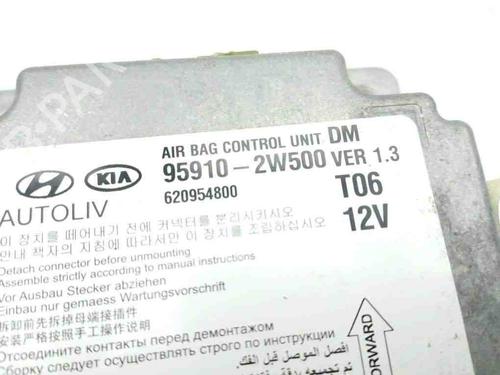 AIR BAG CONTROL UNIT DM
95910-2W500 VER 1.3
620954800
T06
12V
KIA
AUTOLIV
이 장치를 떼어내기 전에 커넥터를 분리시키시오
안내 책자의 지침에 따라서만 이 장치를 조립하십시오
Detach connector before unmounting
Assemble strictly according to manual instructions
Vor Ausbau Stecker abziehen
Einbau nur gemaess Wartungsvorschrift
拆卸前先拆掉母端接插件
安装严格按照手工操作说明
Отсоедините контакты перед демонтажом
Сборку следует осуществлять строго по инструкции
افصل الموصل قبل الفك.
FORWARD